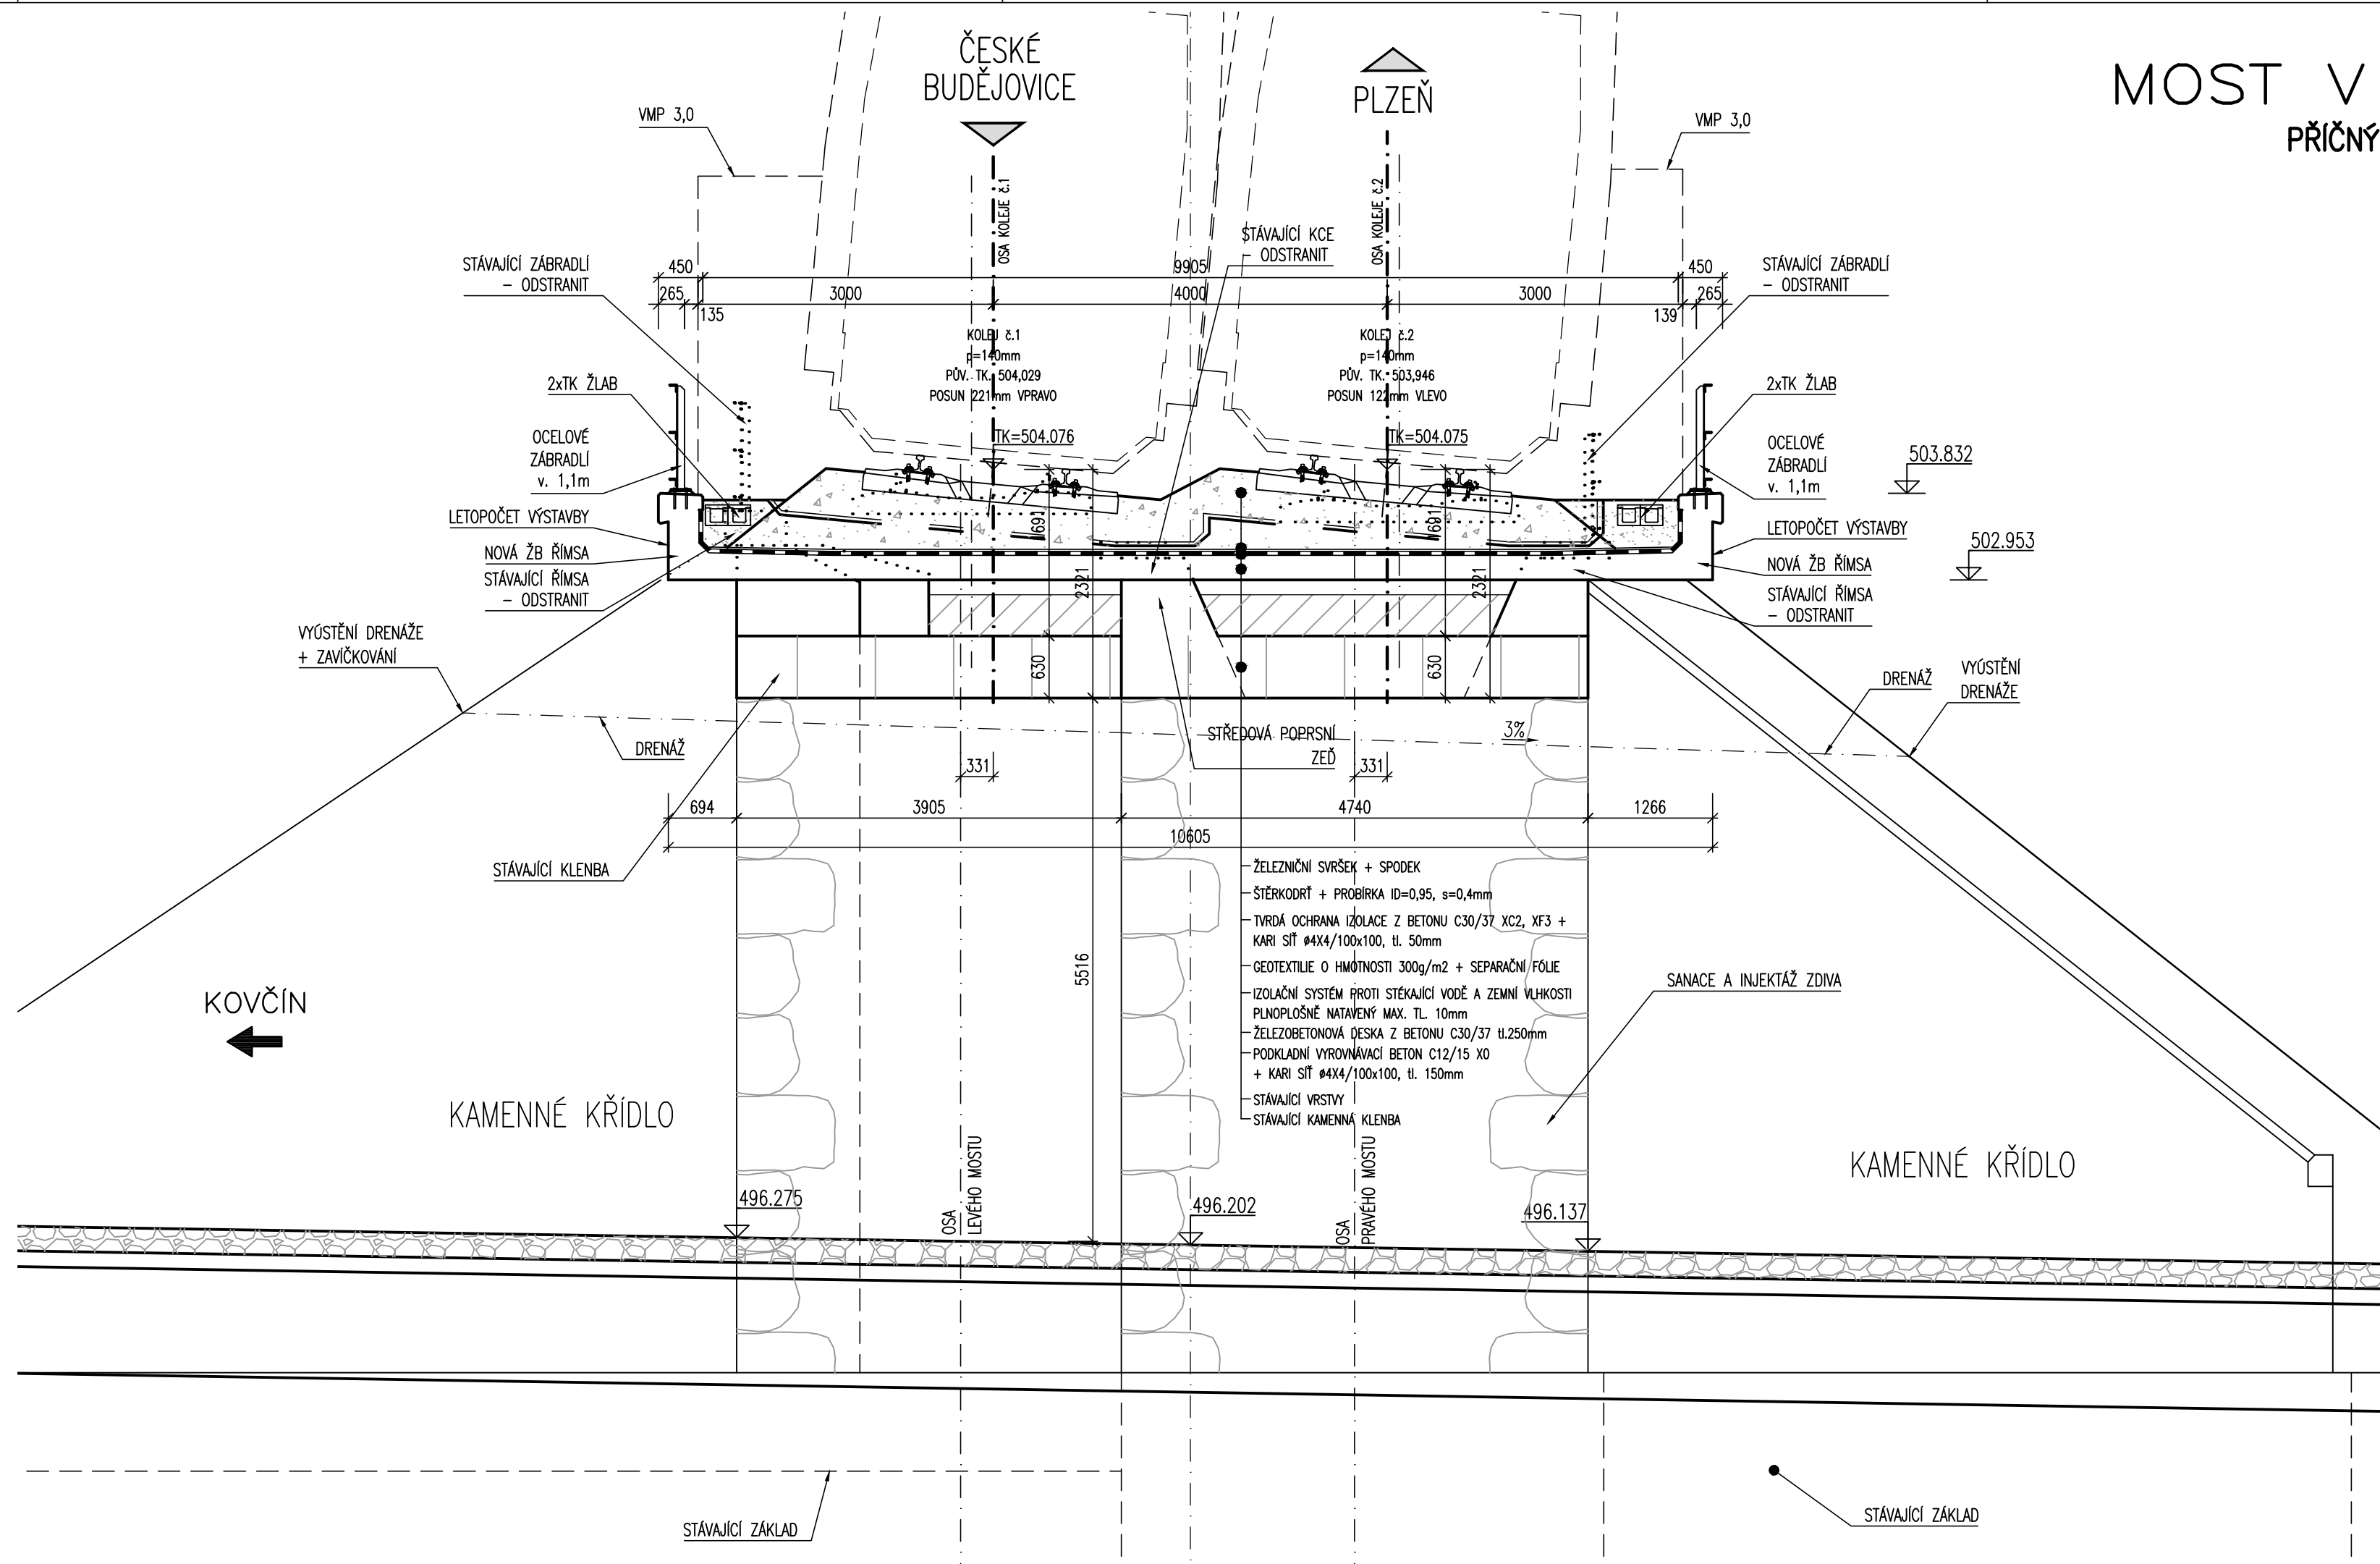 ČESKÉ
BUDĚJOVICE
PLZEŇ
MOST V
PŘÍČNÝ
VMP 3,0
VMP 3,0
OSA KOLEJE č.1
OSA KOLEJE č.2
STÁVAJÍCÍ KCE
- ODSTRANIT
STÁVAJÍCÍ ZÁBRADLÍ
- ODSTRANIT
STÁVAJÍCÍ ZÁBRADLÍ
- ODSTRANIT
450
9905
450
265
3000
4000
3000
265
135
139
KOLEJ č.1
p=140mm
PŮV. TK. 504,029
POSUN 221mm VPRAVO
KOLEJ č.2
p=140mm
PŮV. TK. 503,946
POSUN 122mm VLEVO
2xTK ŽLAB
2xTK ŽLAB
TK=504.076
TK=504.075
OCELOVÉ
ZÁBRADLÍ
v. 1,1m
OCELOVÉ
ZÁBRADLÍ
v. 1,1m
503.832
502.953
LETOPOČET VÝSTAVBY
NOVÁ ŽB ŘÍMSA
STÁVAJÍCÍ ŘÍMSA
- ODSTRANIT
LETOPOČET VÝSTAVBY
NOVÁ ŽB ŘÍMSA
STÁVAJÍCÍ ŘÍMSA
- ODSTRANIT
691
2321
630
691
2321
630
VYÚSTĚNÍ DRENÁŽE
+ ZAVÍČKOVÁNÍ
DRENÁŽ
VYÚSTĚNÍ
DRENÁŽE
DRENÁŽ
STŘEDOVÁ POPRSNÍ
ZEĎ
3%
331
331
694
3905
4740
1266
10605
STÁVAJÍCÍ KLENBA
5516
ŽELEZNIČNÍ SVRŠEK + SPODEK
ŠTĚRKODRŤ + PROBÍRKA ID=0,95, s=0,4mm
TVRDÁ OCHRANA IZOLACE Z BETONU C30/37 XC2, XF3 +
KARI SÍŤ ø4X4/100x100, tl. 50mm
GEOTEXTILIE O HMOTNOSTI 300g/m2 + SEPARAČNÍ FÓLIE
IZOLAČNÍ SYSTÉM PROTI STÉKAJÍCÍ VODĚ A ZEMNÍ VLHKOSTI
PLNOPLOŠNĚ NATAVENÝ MAX. TL. 10mm
ŽELEZOBETONOVÁ DESKA Z BETONU C30/37 tl.250mm
PODKLADNÍ VYROVNÁVACÍ BETON C12/15 X0
+ KARI SÍŤ ø4X4/100x100, tl. 150mm
STÁVAJÍCÍ VRSTVY
STÁVAJÍCÍ KAMENNÁ KLENBA
SANACE A INJEKTÁŽ ZDIVA
KOVČÍN
KAMENNÉ KŘÍDLO
KAMENNÉ KŘÍDLO
496.275
496.202
496.137
OSA
LEVÉHO MOSTU
OSA
PRAVÉHO MOSTU
STÁVAJÍCÍ ZÁKLAD
STÁVAJÍCÍ ZÁKLAD